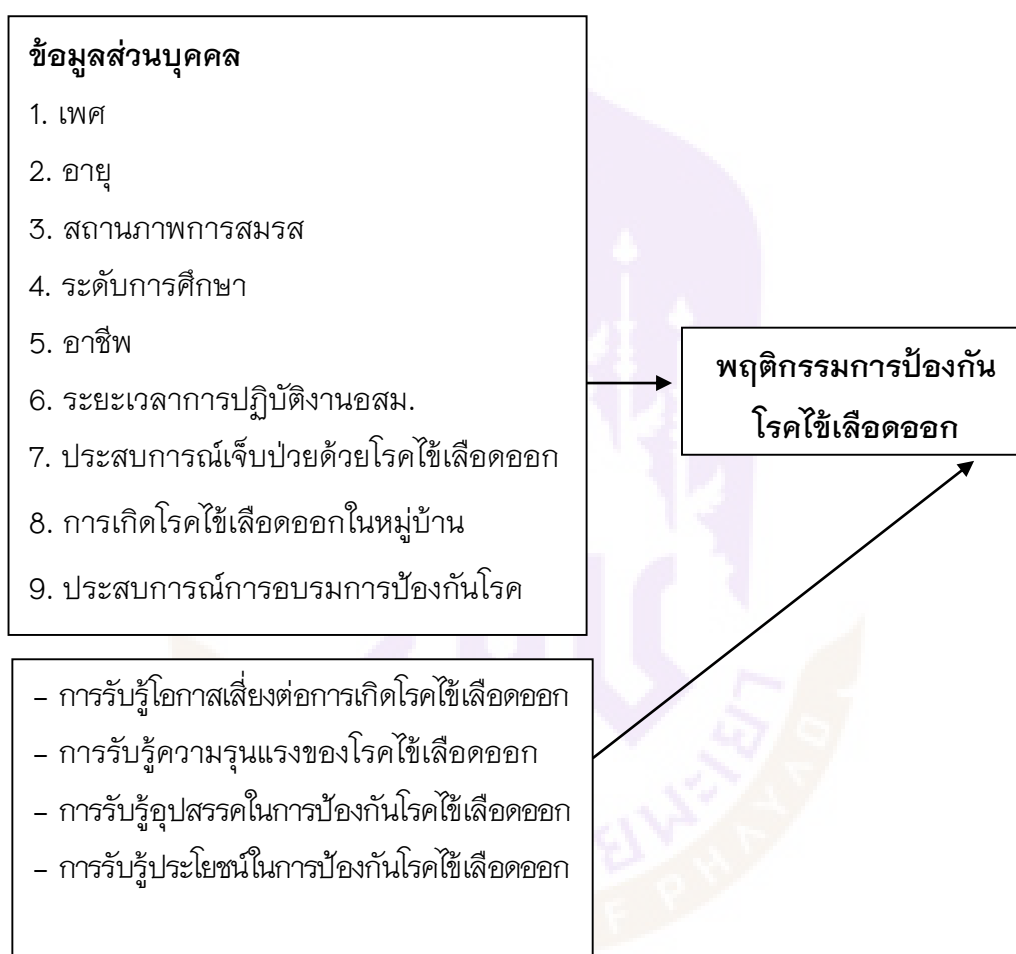 ข้อมูลส่วนบุคคล
1. เพศ
2. อายุ
3. สถานภาพการสมรส
4. ระดับการศึกษา
5. อาชีพ
6. ระยะเวลาการปฏิบัติงานอสม.
7. ประสบการณ์เจ็บป่วยด้วยโรคไข้เลือดออก
8. การเกิดโรคไข้เลือดออกในหมู่บ้าน
9. ประสบการณ์การอบรมการป้องกันโรค
พฤติกรรมการป้องกัน
โรคไข้เลือดออก
- การรับรู้โอกาสเสี่ยงต่อการเกิดโรคไข้เลือดออก
- การรับรู้ความรุนแรงของโรคไข้เลือดออก
- การรับรู้อุปสรรคในการป้องกันโรคไข้เลือดออก
- การรับรู้ประโยชน์ในการป้องกันโรคไข้เลือดออก
OF PHAYAO